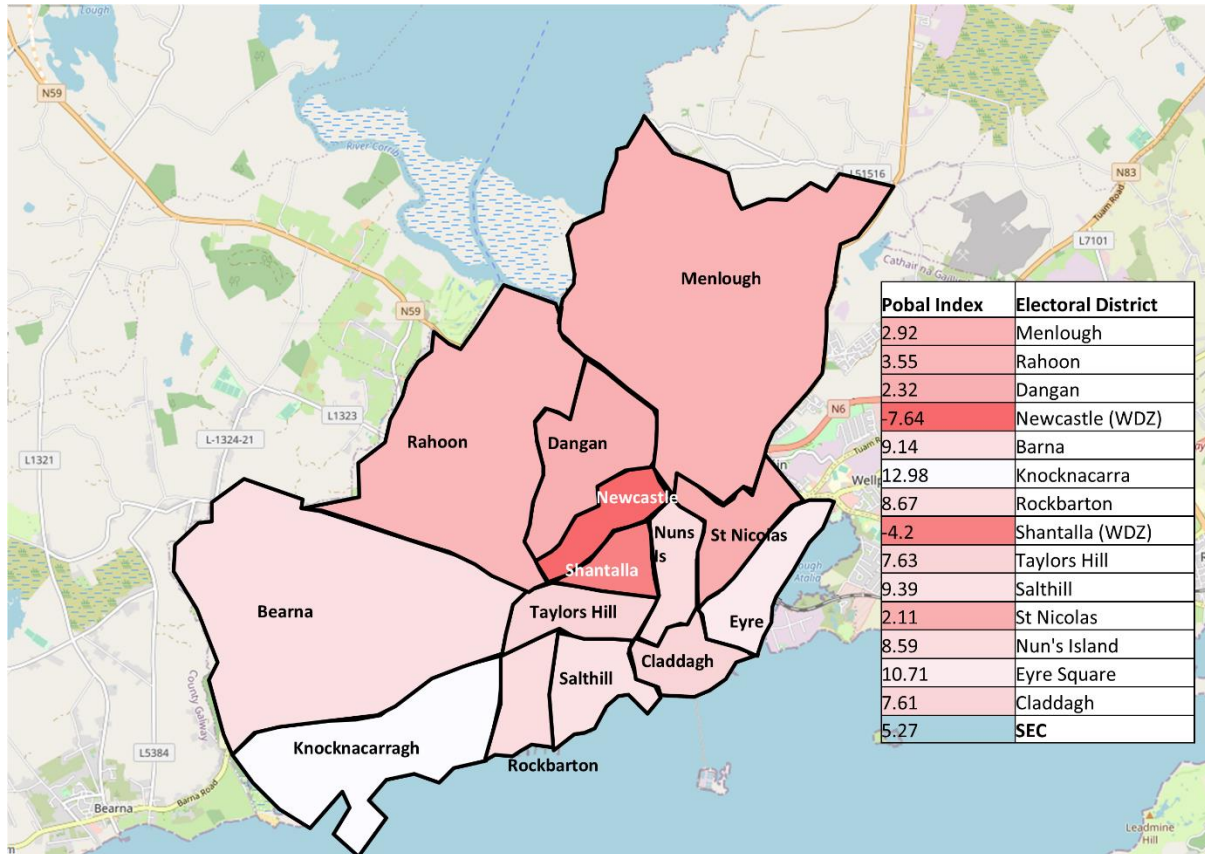 Lough
N59
River Corrib
L51516
N83
Tuam Road
L7101
Menlough
Cathair na Gaillimhe
N59
L1323
N6
Tuam Road
L-1324-21
L1321
Rahoon
Dangan
Newcastle
Nuns
Is
St Nicolas
Shantalla
Bearna
Taylors Hill
Eyre
Claddagh
Salthill
County Galway
Knocknacarragh
Rockbarton
L5384
Barna Road
Bearna
Leadmine
Hill
Pobal Index Electoral District
2.92 Menlough
3.55 Rahoon
2.32 Dangan
-7.64 Newcastle (WDZ)
9.14 Barna
12.98 Knocknacarra
8.67 Rockbarton
-4.2 Shantalla (WDZ)
7.63 Taylors Hill
9.39 Salthill
2.11 St Nicolas
8.59 Nun's Island
10.71 Eyre Square
7.61 Claddagh
5.27 SEC